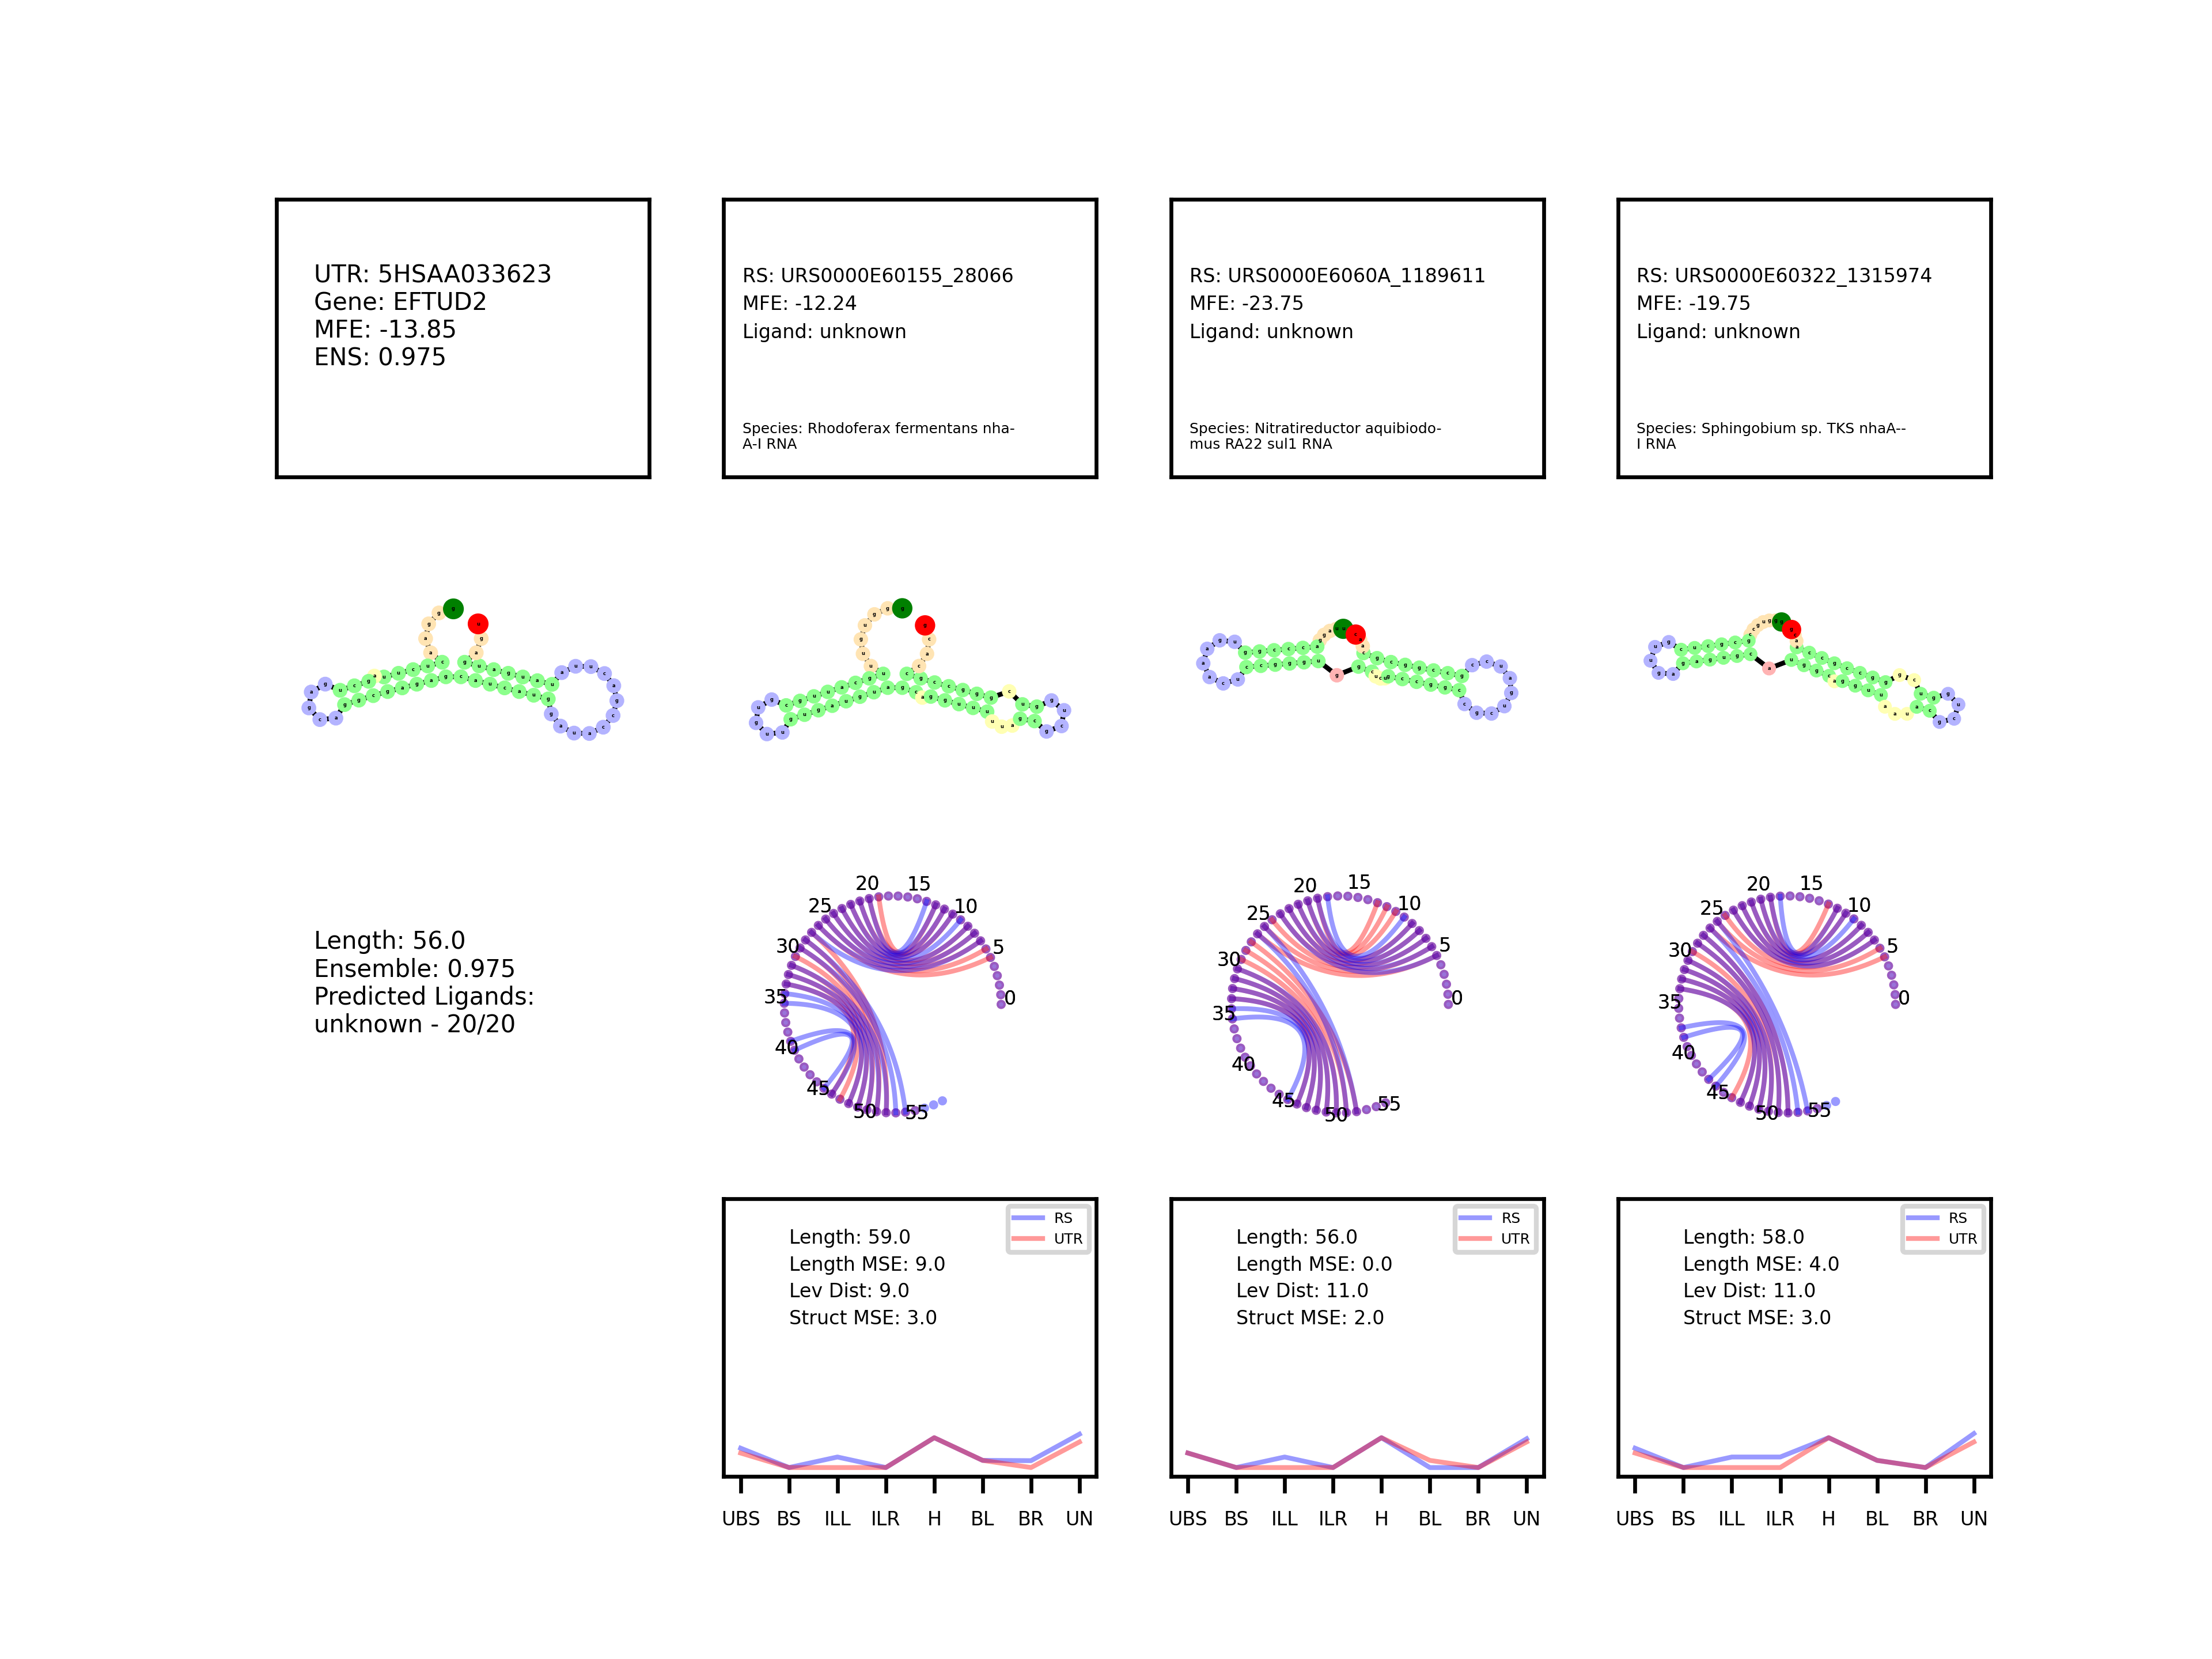 UTR: 5HSAA033623
Gene: EFTUD2
MFE: -13.85
ENS: 0.975
RS: URS0000E60155_28066
MFE: -12.24
Ligand: unknown
Species: Rhodoferax fermentans nha-
A-I RNA
RS: URS0000E6060A_1189611
MFE: -23.75
Ligand: unknown
Species: Nitratireductor aquibiodo-
mus RA22 sul1 RNA
RS: URS0000E60322_1315974
MFE: -19.75
Ligand: unknown
Species: Sphingobium sp. TKS nhaA--
I RNA
Length: 56.0
Ensemble: 0.975
Predicted Ligands:
unknown - 20/20
0
5
10
15
20
25
30
35
40
45
50
55
0
5
10
15
20
25
30
35
40
45
50
55
0
5
10
15
20
25
30
35
40
45
50
55
RS
UTR
Length: 59.0
Length MSE: 9.0
Lev Dist: 9.0
Struct MSE: 3.0
UBS BS ILL ILR H BL BR UN
RS
UTR
Length: 56.0
Length MSE: 0.0
Lev Dist: 11.0
Struct MSE: 2.0
UBS BS ILL ILR H BL BR UN
RS
UTR
Length: 58.0
Length MSE: 4.0
Lev Dist: 11.0
Struct MSE: 3.0
UBS BS ILL ILR H BL BR UN